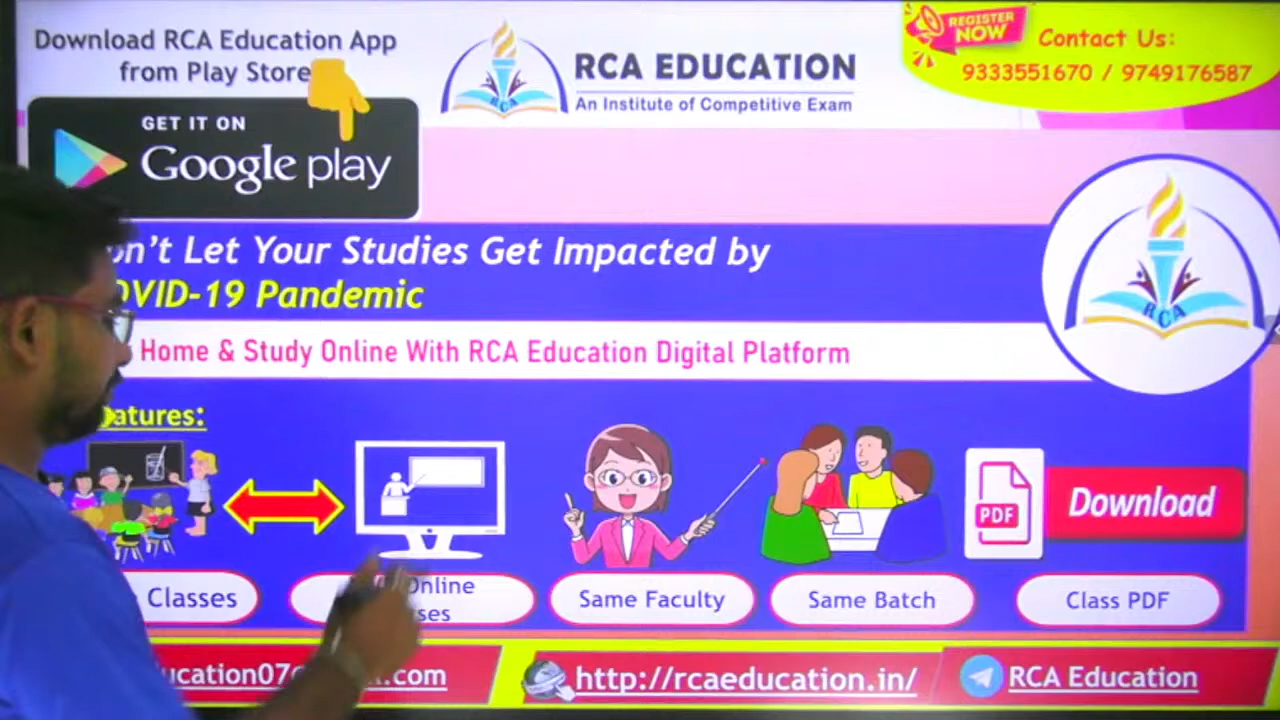 Download RCA Education App
from Play Store
GET IT ON
Google play
RCA EDUCATION
An Institute of Competitive Exam
RCA
REGISTER
NOW
Contact Us:
9333551670 / 9749176587
Let Your Studies Get Impacted by
Pandemic
Home & Study Online With RCA Education Digital Platform
RCA
PDF
Download
Classes
Online
Same Faculty
Same Batch
Class PDF
http://rcaeducation.in/
RCA Education